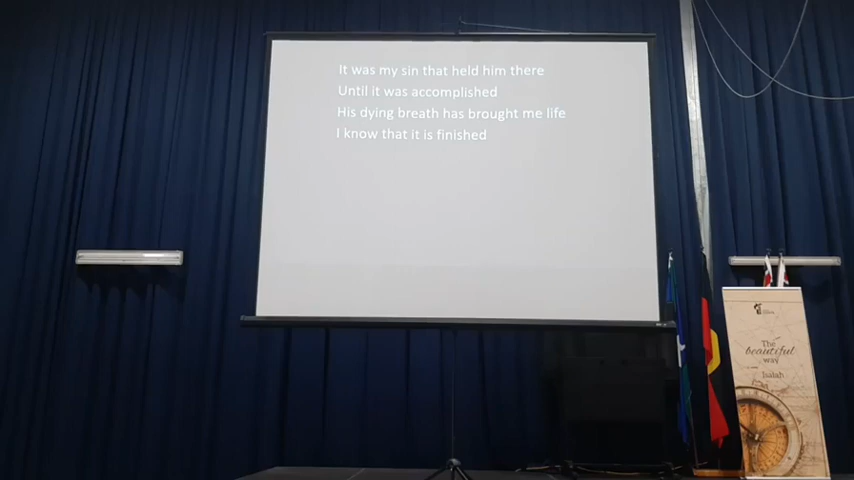 It was my sin that held him there
Until it was accomplished
His dying breath has brought me life
I know that it is finished
The
beautiful
way
Isaiah